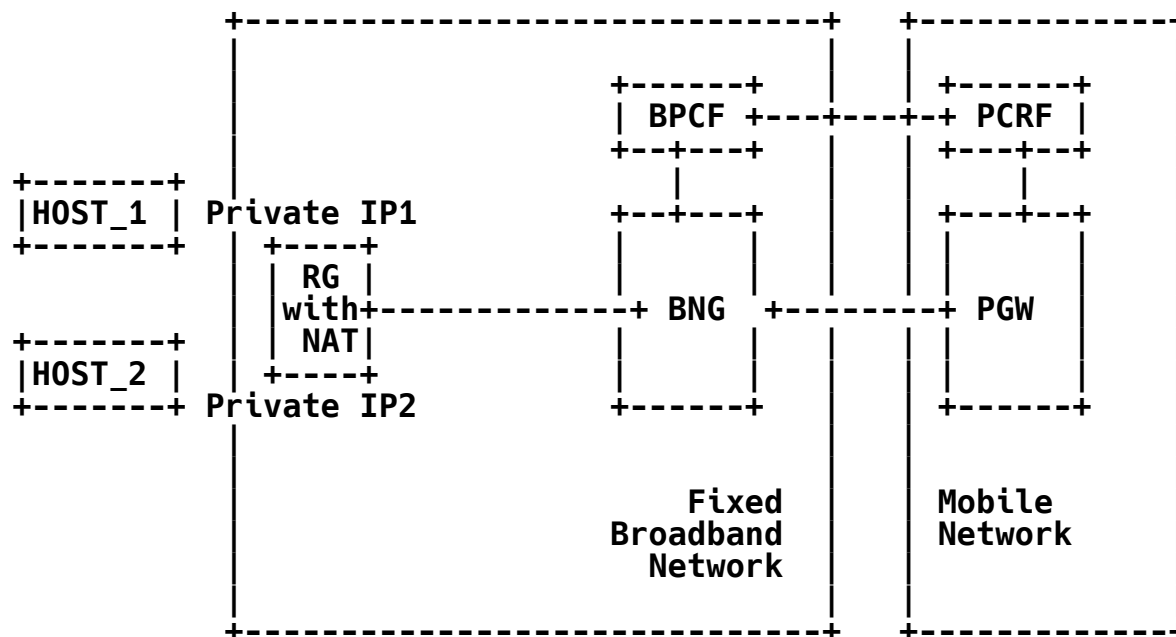 BPCF PCRF
HOST_1 Private IP1
RG
with BNG PGW
NAT
HOST_2
Private IP2
Fixed Mobile
Broadband Network
Network